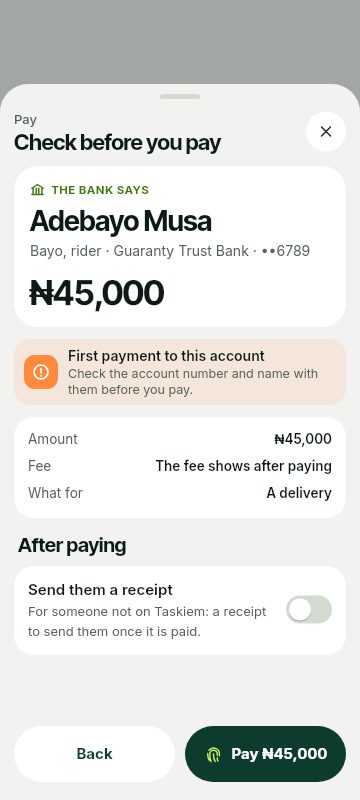 Pay
Check before you pay
THE BANK SAYS
Adebayo Musa
Bayo, rider · Guaranty Trust Bank · ••6789
₦45,000
First payment to this account
Check the account number and name with
them before you pay.
Amount ₦45,000
Fee The fee shows after paying
What for A delivery
After paying
Send them a receipt
For someone not on Taskiem: a receipt
to send them once it is paid.
Back Pay ₦45,000